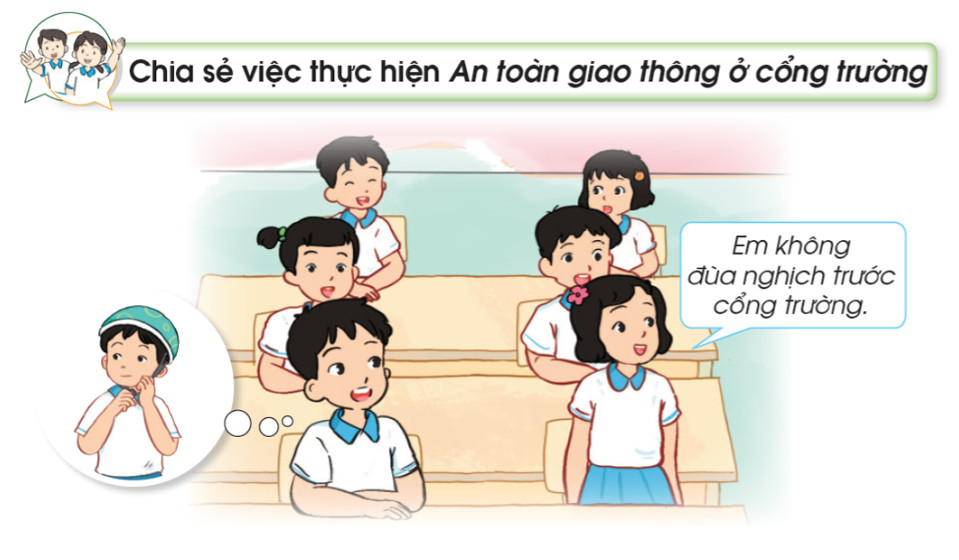 Chia sẻ việc thực hiện An toàn giao thông ở cổng trường
Em không
đùa nghịch trước
cổng trường.